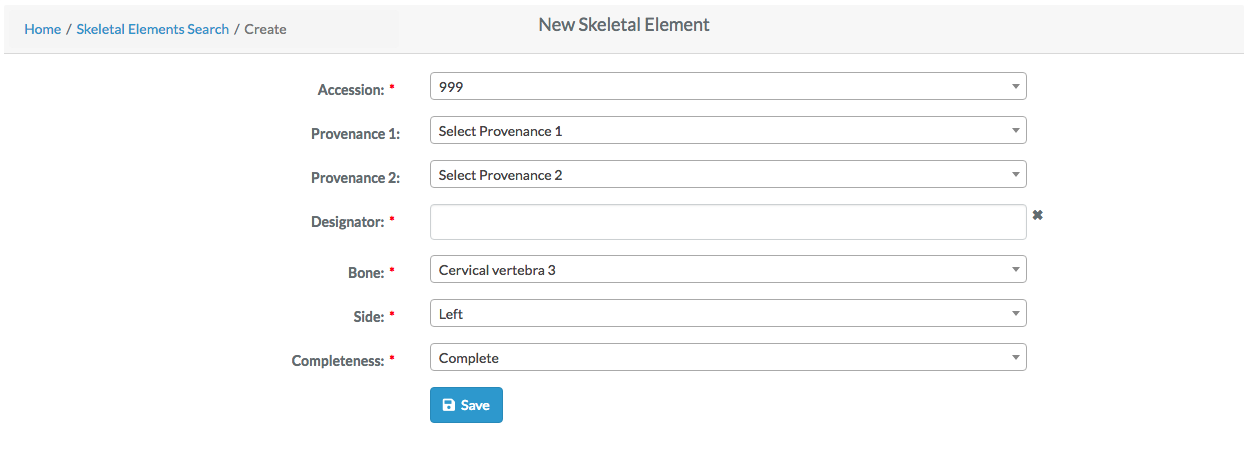 Home / Skeletal Elements Search / Create
New Skeletal Element
Accession: * 999
Provenance 1: Select Provenance 1
Provenance 2: Select Provenance 2
Designator: *
Bone: * Cervical vertebra 3
Side: * Left
Completeness: * Complete
Save